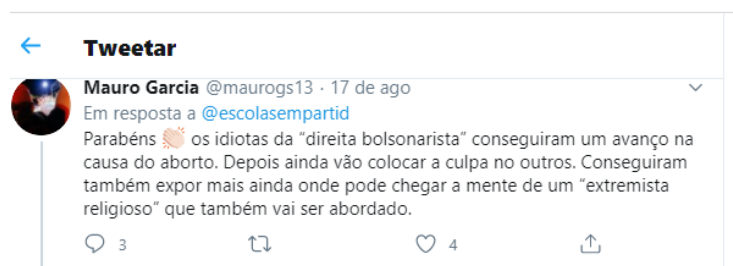 Tweetar
Mauro Garcia @maurogs13 · 17 de ago
Em resposta a @escolasempartid
Parabéns 👏🏻 os idiotas da “direita bolsonarista” conseguiram um avanço na
causa do aborto. Depois ainda vão colocar a culpa no outros. Conseguiram
também expor mais ainda onde pode chegar a mente de um “extremista
religioso” que também vai ser abordado.
3 4